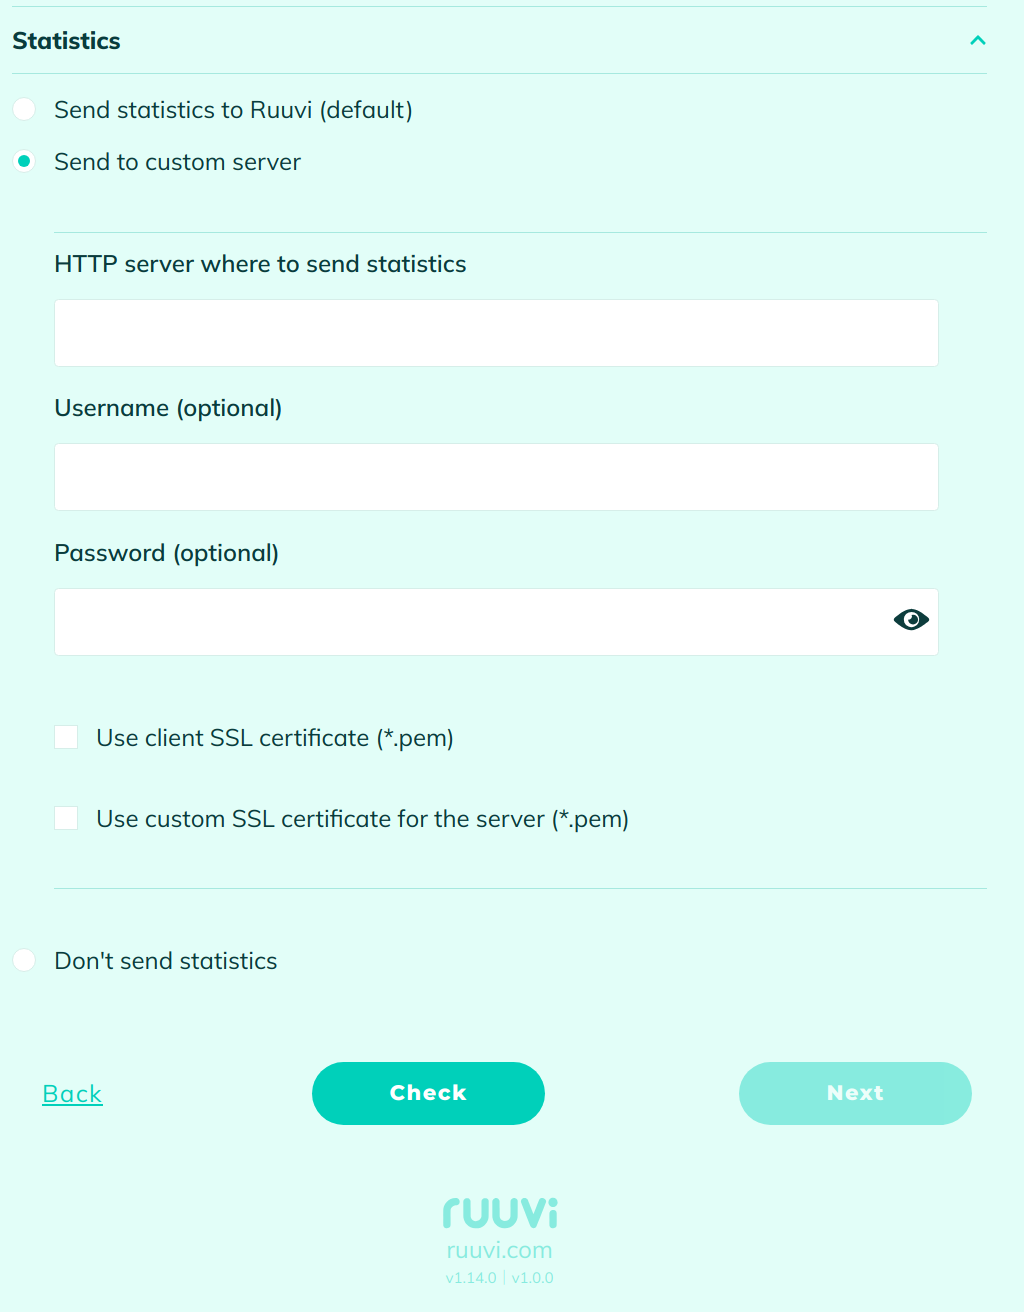 Statistics
Send statistics to Ruuvi (default)
Send to custom server
HTTP server where to send statistics
Username (optional)
Password (optional)
Use client SSL certificate (*.pem)
Use custom SSL certificate for the server (*.pem)
Don't send statistics
Back
Check
Next
ruuvi
ruuvi.com
v1.14.0 | v1.0.0